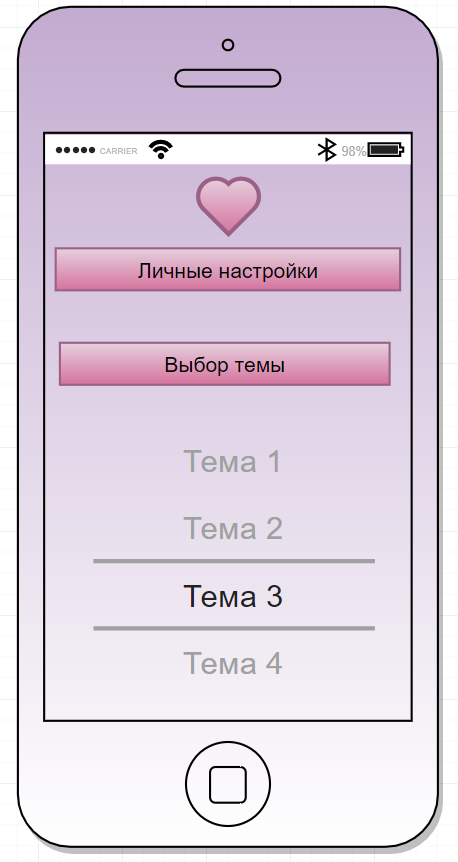 CARRIER 98%
Личные настройки
Выбор темы
Тема 1
Тема 2
Тема 3
Тема 4